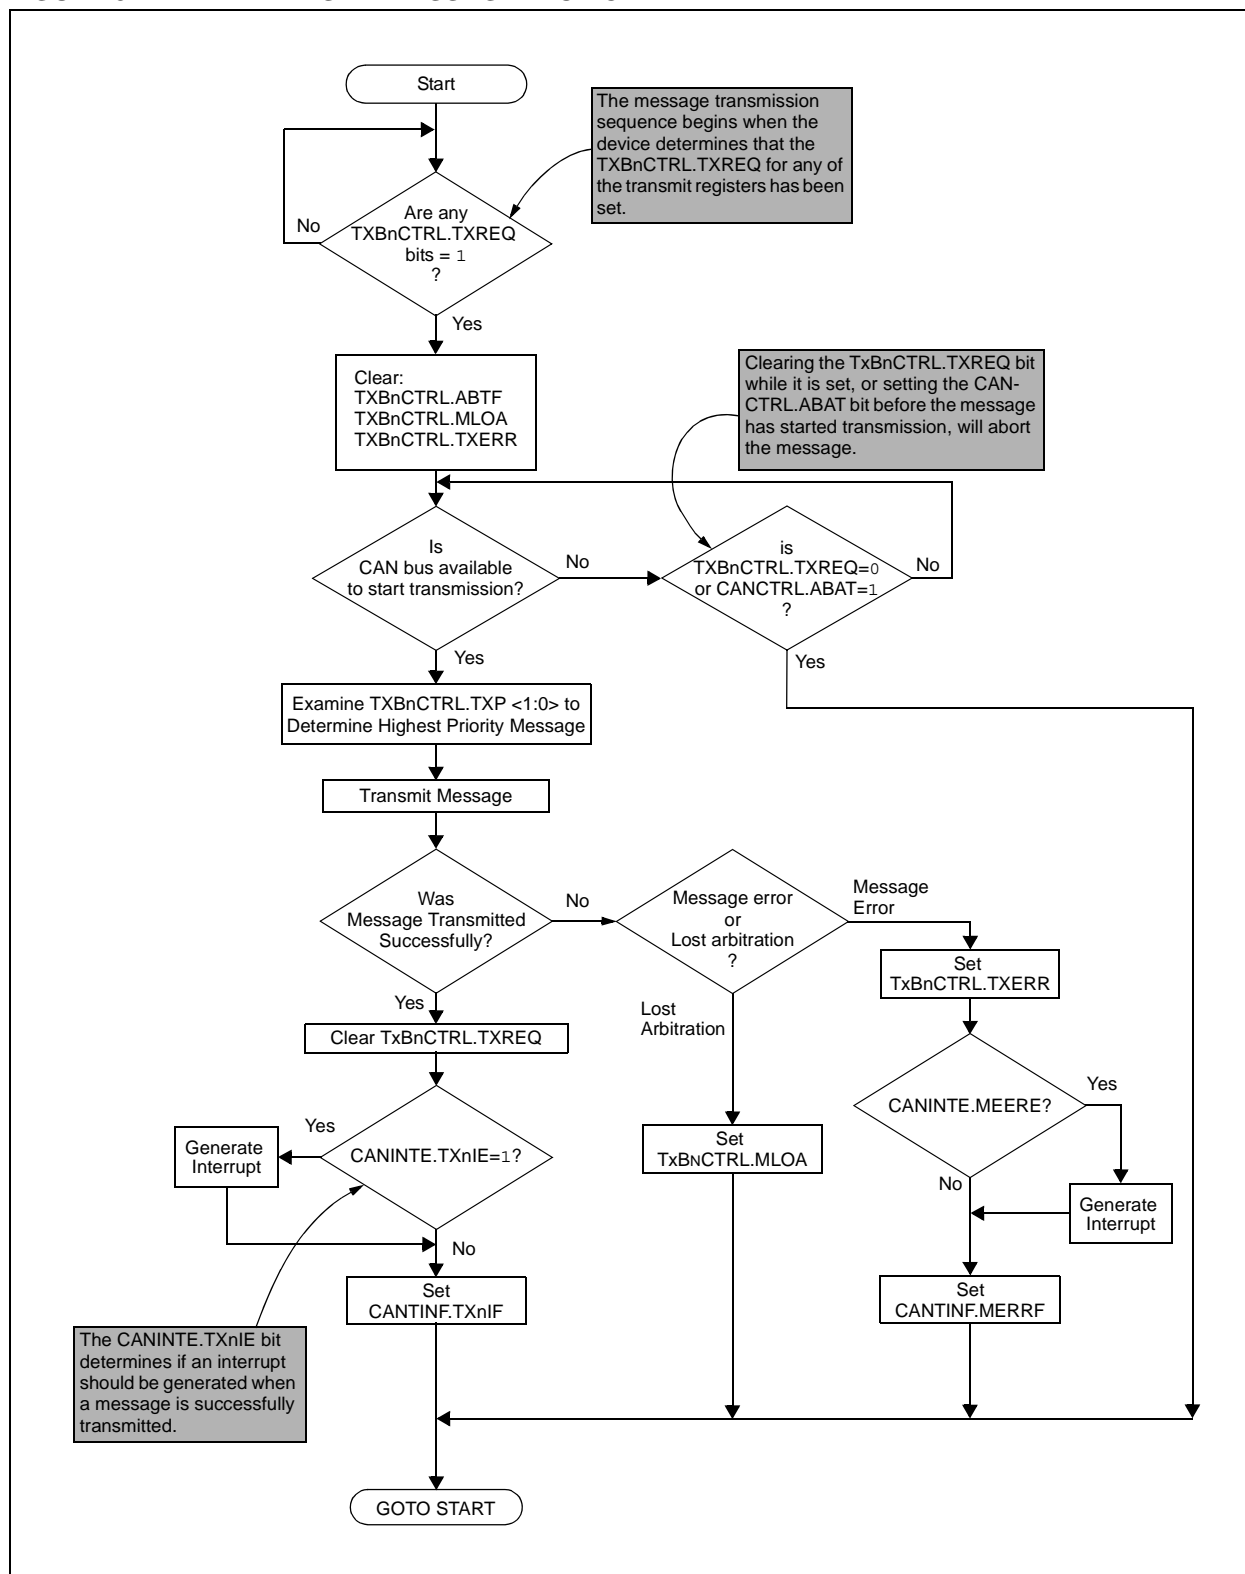 Start
The message transmission
sequence begins when the
device determines that the
TXBnCTRL.TXREQ for any of
the transmit registers has been
set.
Are any
TXBnCTRL.TXREQ
bits = 1
?
No
Yes
Clear:
TXBnCTRL.ABTF
TXBnCTRL.MLOA
TXBnCTRL.TXERR
Clearing the TxBnCTRL.TXREQ bit
while it is set, or setting the CAN-
CTRL.ABAT bit before the message
has started transmission, will abort
the message.
Is
CAN bus available
to start transmission?
No
is
TXBnCTRL.TXREQ=0
or CANCTRL.ABAT=1
?
No
Yes
Yes
Examine TXBnCTRL.TXP <1:0> to
Determine Highest Priority Message
Transmit Message
Was
Message Transmitted
Successfully?
No
Message error
or
Lost arbitration
?
Message
Error
Set
TxBnCTRL.TXERR
Yes
Lost
Arbitration
Clear TxBnCTRL.TXREQ
CANINTE.MEERE?
Yes
Yes
Generate
Interrupt
CANINTE.TXnIE=1?
Set
TxBNCTRL.MLOA
No
Generate
Interrupt
No
Set
CANTINF.TXnIF
Set
CANTINF.MERRF
The CANINTE.TXnIE bit
determines if an interrupt
should be generated when
a message is successfully
transmitted.
GOTO START